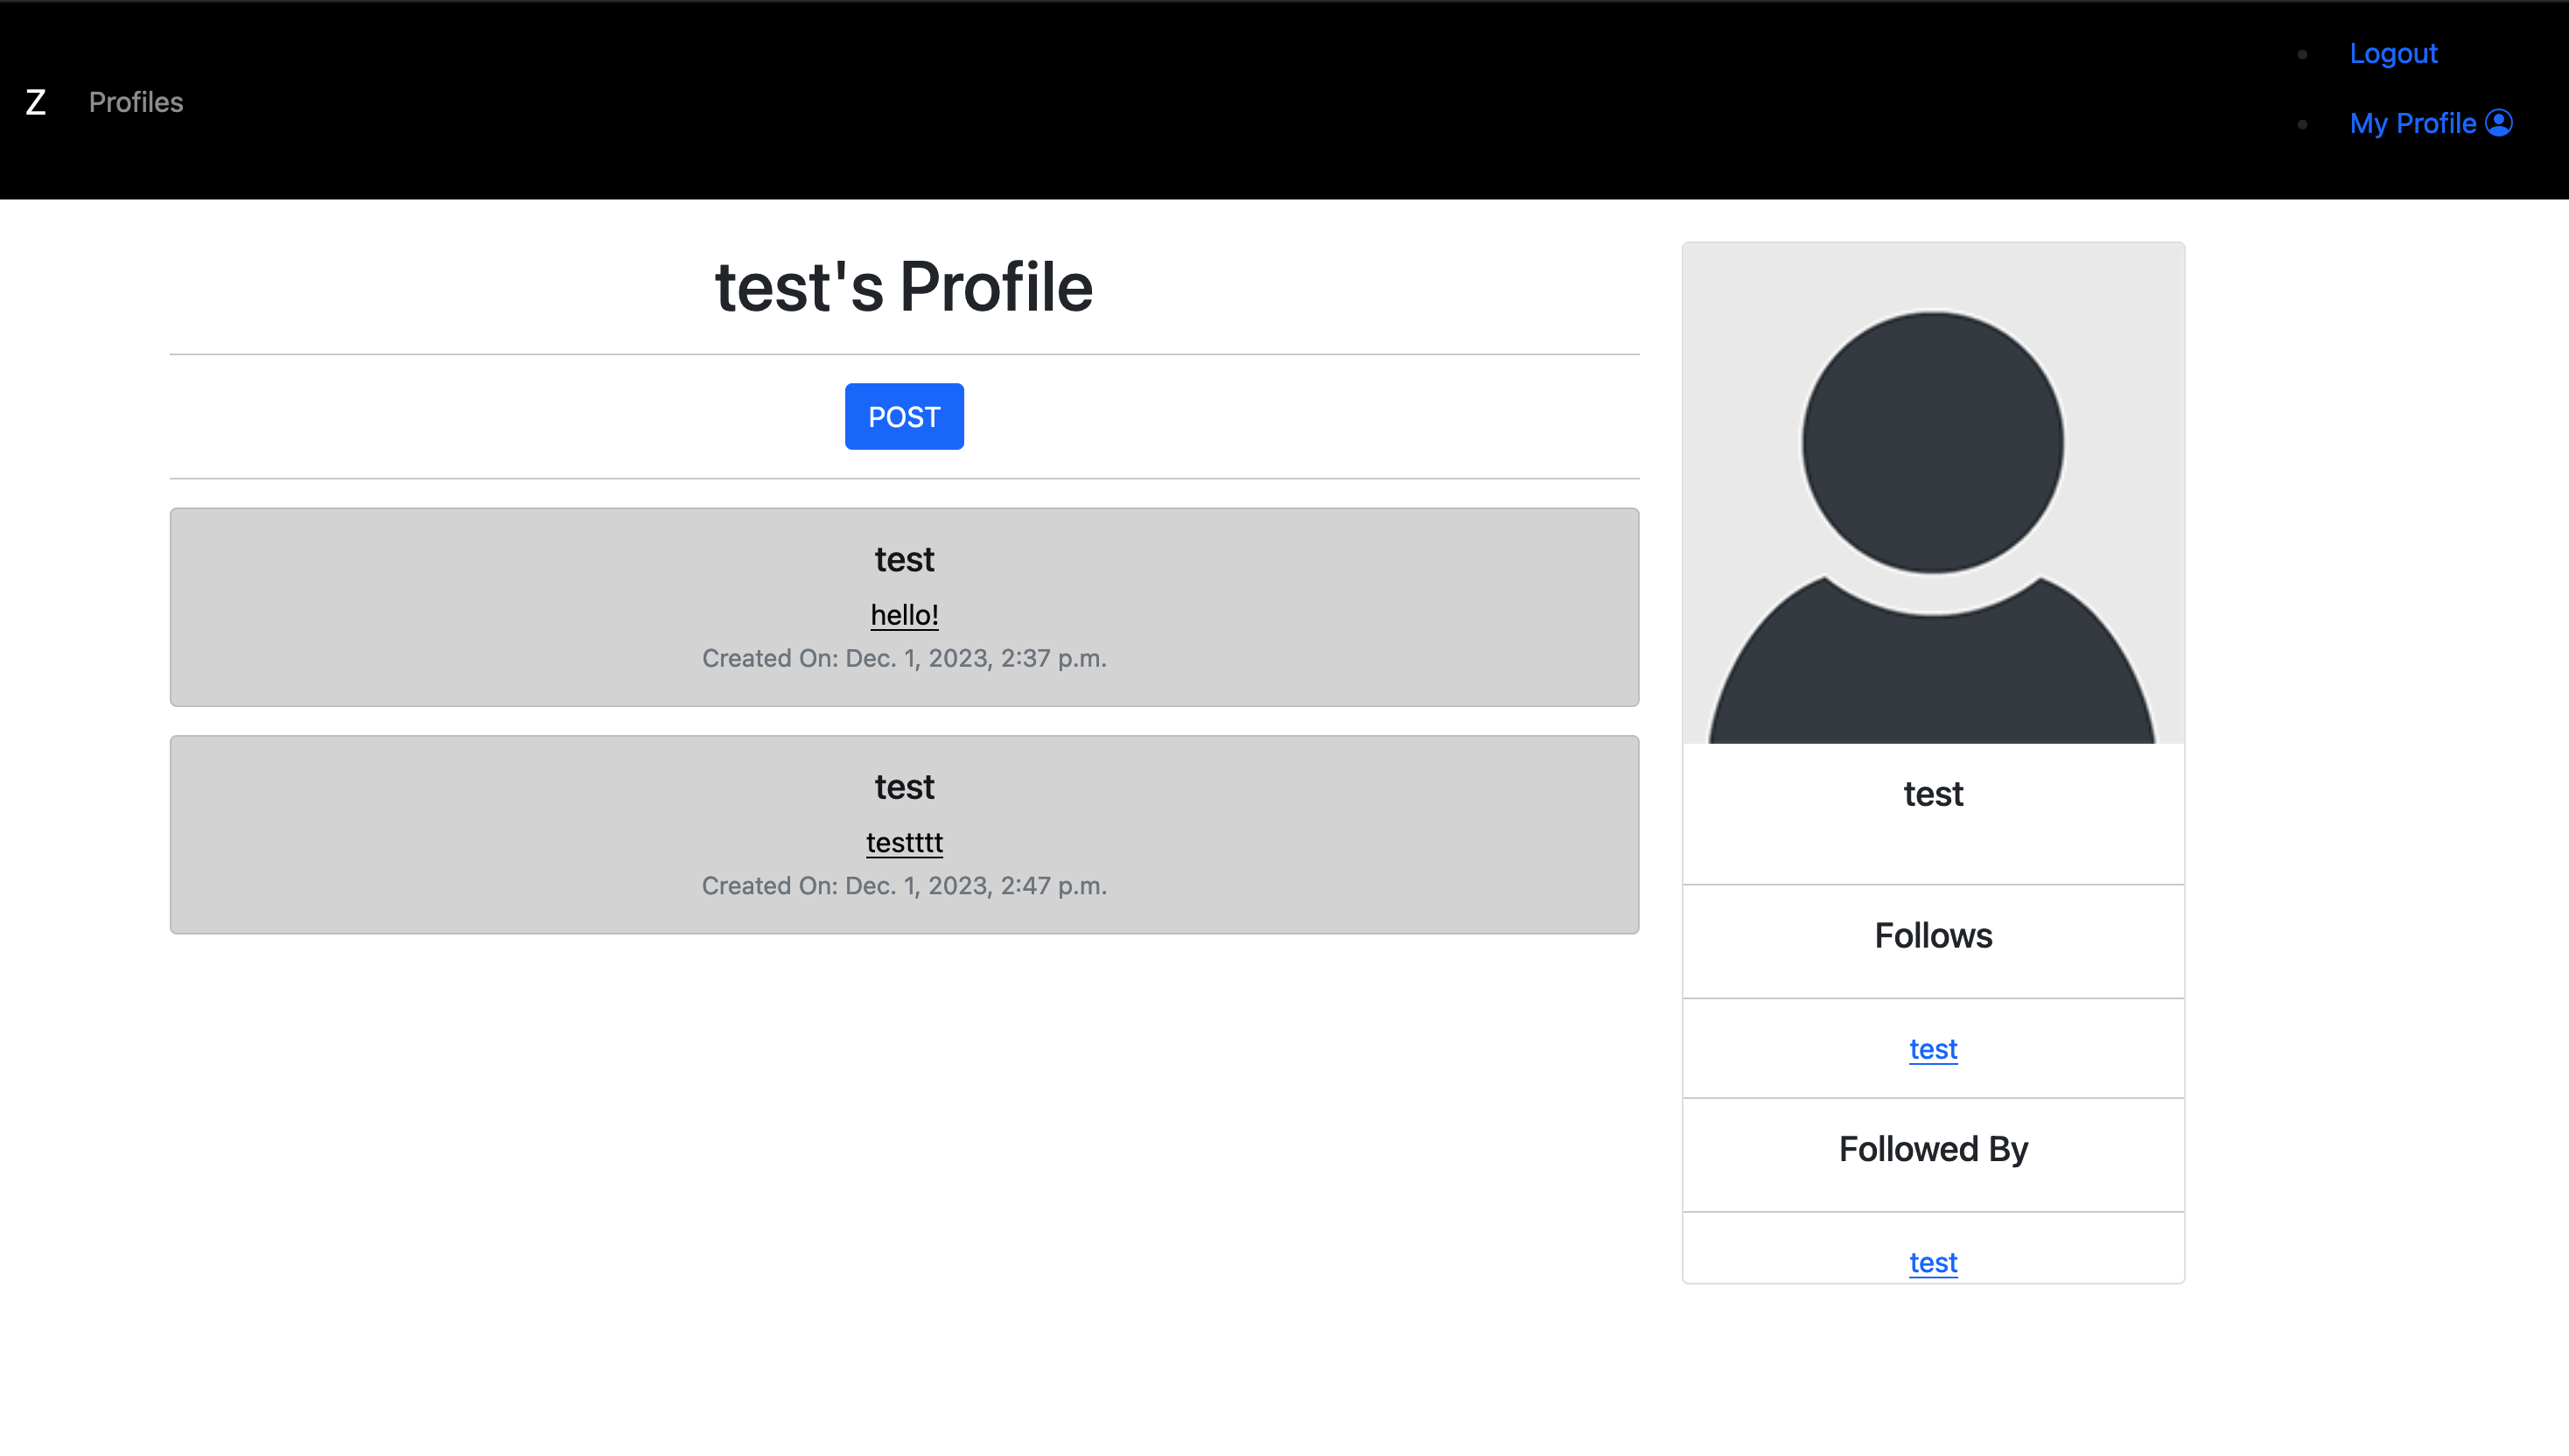 Z Profiles
Logout
My Profile
test's Profile
POST
test
hello!
Created On: Dec. 1, 2023, 2:37 p.m.
test
testttt
Created On: Dec. 1, 2023, 2:47 p.m.
test
Follows
test
Followed By
test